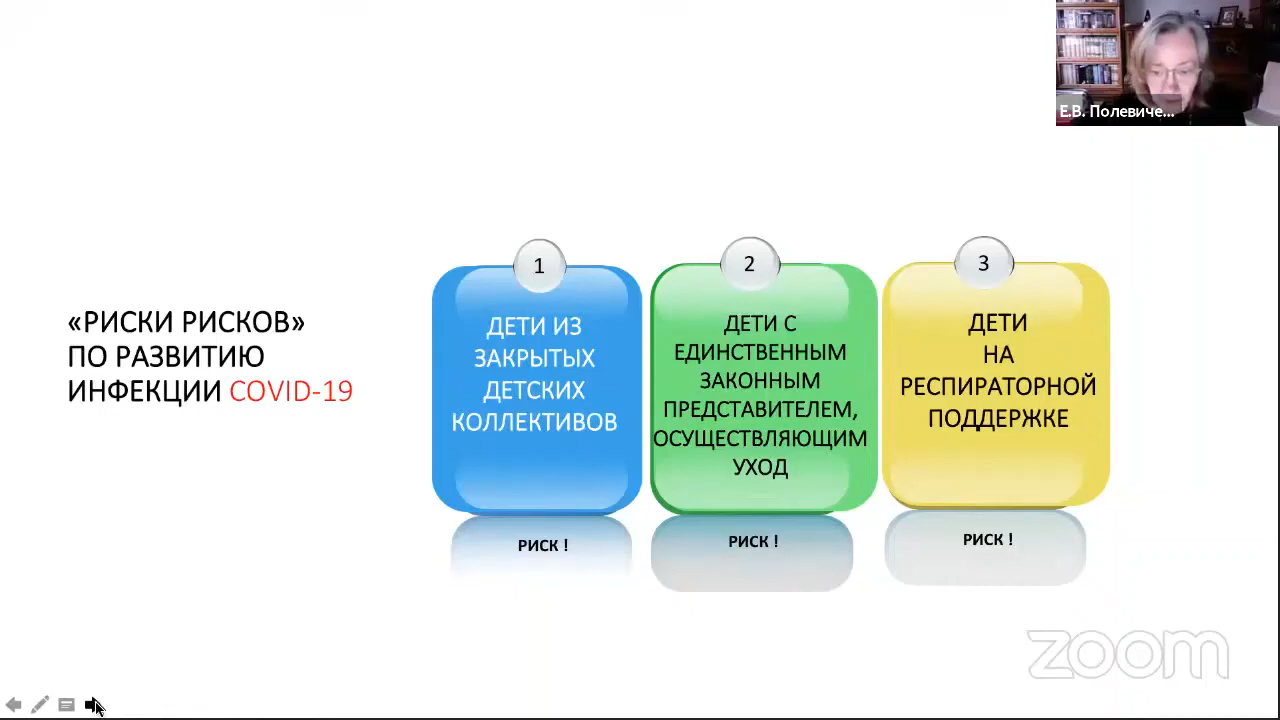 Е.В. Полевиче...
«РИСКИ РИСКОВ»
ПО РАЗВИТИЮ
ИНФЕКЦИИ COVID-19
1
ДЕТИ ИЗ
ЗАКРЫТЫХ
ДЕТСКИХ
КОЛЛЕКТИВОВ
РИСК !
2
ДЕТИ С
ЕДИНСТВЕННЫМ
ЗАКОННЫМ
ПРЕДСТАВИТЕЛЕМ,
ОСУЩЕСТВЛЯЮЩИМ
УХОД
РИСК !
3
ДЕТИ
НА
РЕСПИРАТОРНОЙ
ПОДДЕРЖКЕ
РИСК !
zoom